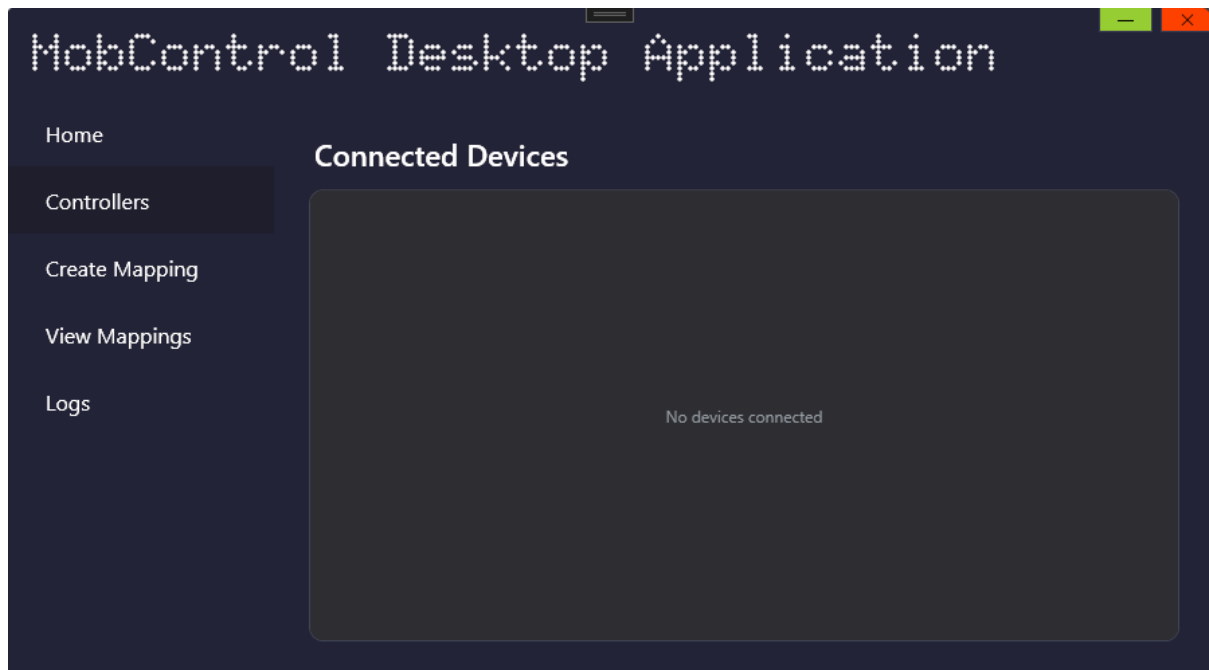 MobControl Desktop Application
Home
Controllers
Create Mapping
View Mappings
Logs
Connected Devices
No devices connected